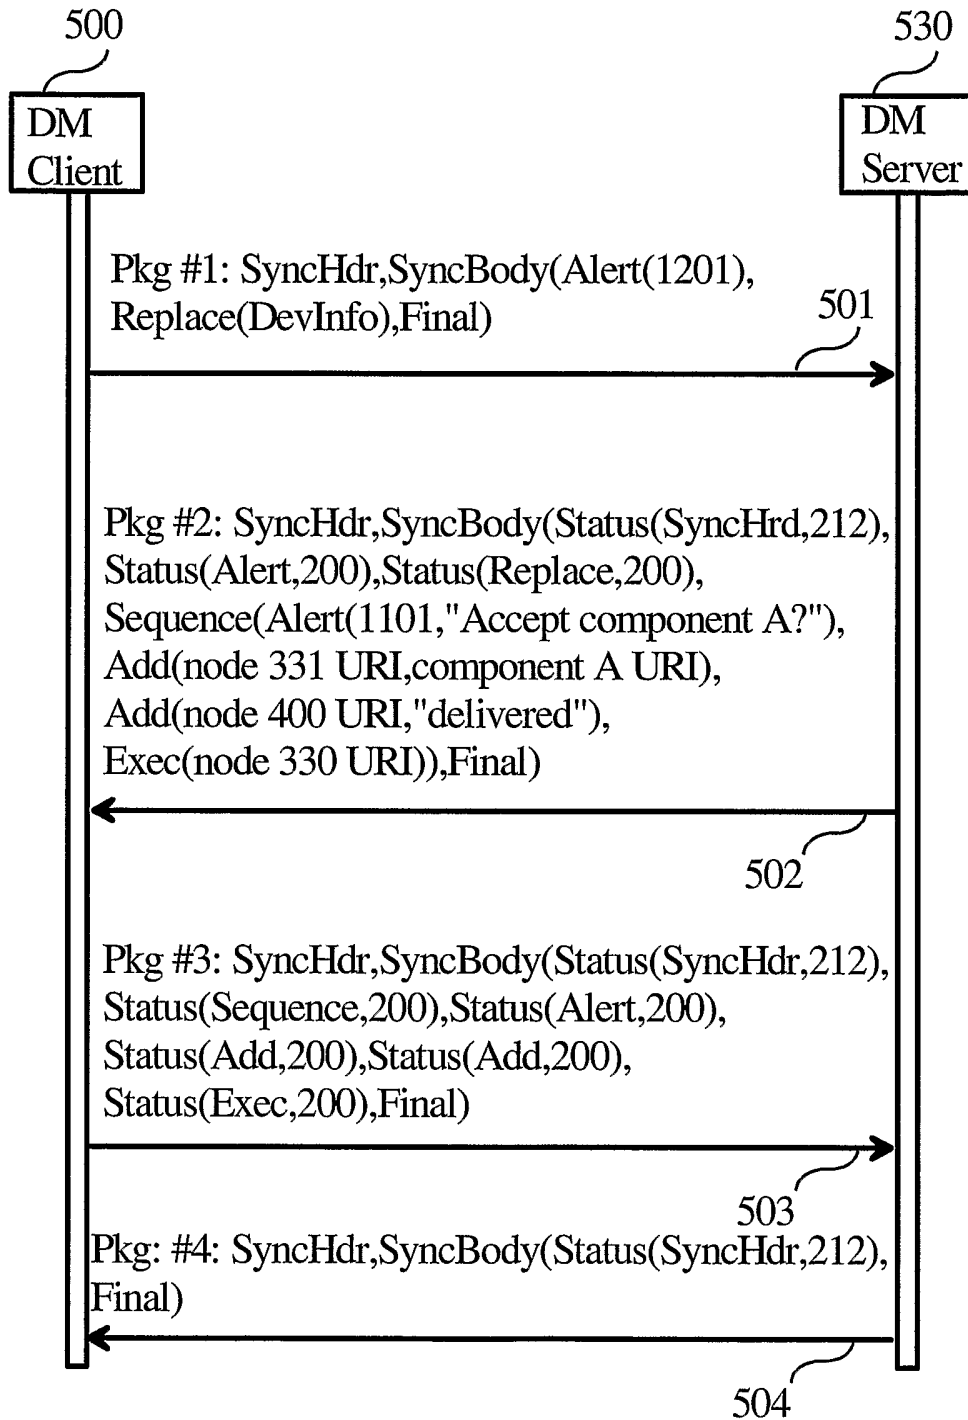 500
530
DM
Client
DM
Server
Pkg #1: SyncHdr,SyncBody(Alert(1201),
Replace(DevInfo),Final)
501
Pkg #2: SyncHdr,SyncBody(Status(SyncHrd,212),
Status(Alert,200),Status(Replace,200),
Sequence(Alert(1101,"Accept component A?"),
Add(node 331 URI,component A URI),
Add(node 400 URI,"delivered"),
Exec(node 330 URI)),Final)
502
Pkg #3: SyncHdr,SyncBody(Status(SyncHdr,212),
Status(Sequence,200),Status(Alert,200),
Status(Add,200),Status(Add,200),
Status(Exec,200),Final)
503
Pkg: #4: SyncHdr,SyncBody(Status(SyncHdr,212),
Final)
504